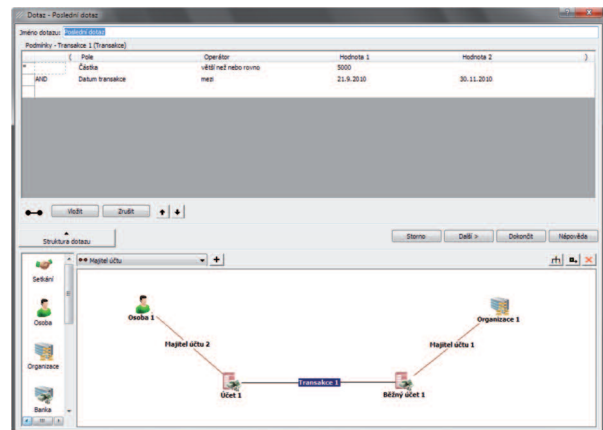 Dotaz - Poslední dotaz
Jméno dotazu: Poslední dotaz
Podmínky - Transakce 1 (Transakce)
( Pole Operátor Hodnota 1 Hodnota 2 )
* Částka větší než nebo rovno 5000
AND Datum transakce mezi 21.9.2010 30.11.2010
Vložit Zrušit
Struktura dotazu Storno Další > Dokončit Nápověda
Setkání
Osoba
Organizace
Banka
Majitel účtu
Osoba 1
Organizace 1
Majitel účtu 2
Majitel účtu 1
Transakce 1
Účet 1
Běžný účet 1